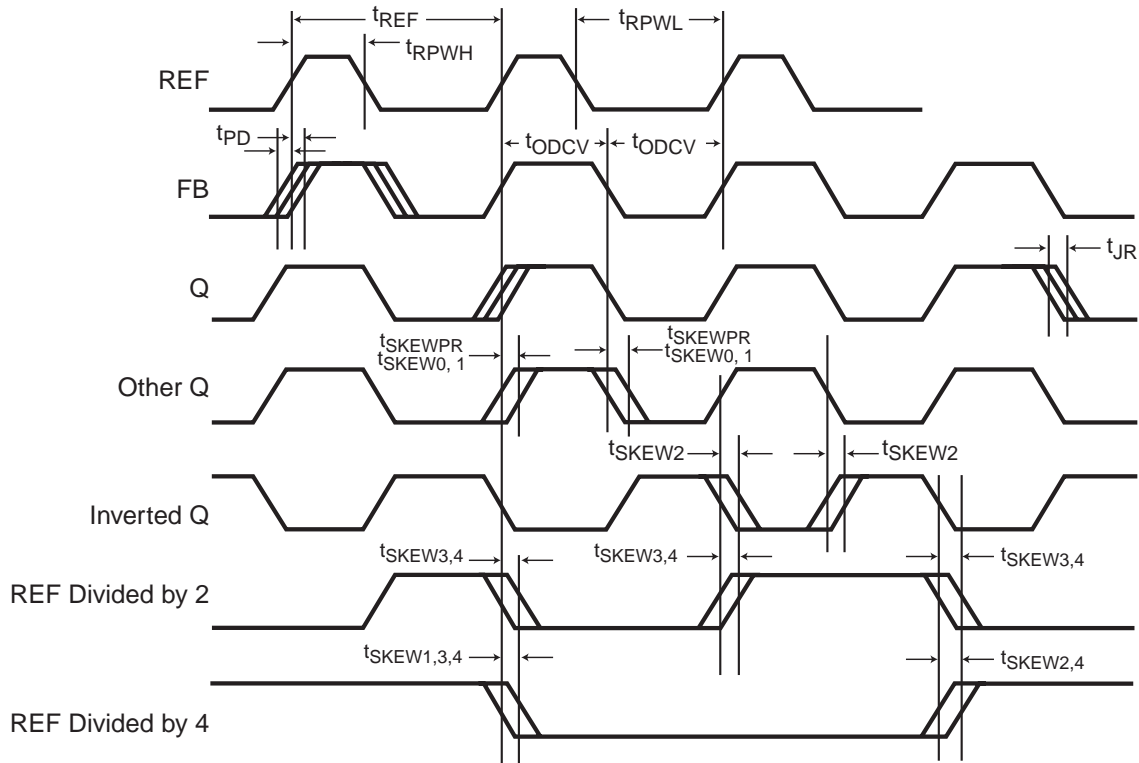 tREF
tRPWL
tRPWH
REF
tPD
tODCV tODCV
FB
tJR
Q
tSKEWPR
tSKEW0, 1
tSKEWPR
tSKEW0, 1
Other Q
tSKEW2
tSKEW2
Inverted Q
tSKEW3,4
tSKEW3,4
tSKEW3,4
REF Divided by 2
tSKEW1,3,4
tSKEW2,4
REF Divided by 4